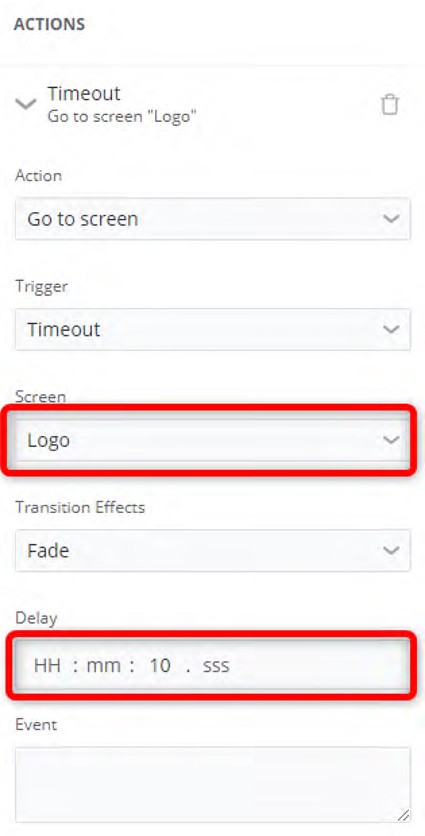 ACTIONS
Timeout
Go to screen "Logo"
Action
Go to screen
Trigger
Timeout
Screen
Logo
Transition Effects
Fade
Delay
HH : mm : 10 . sss
Event